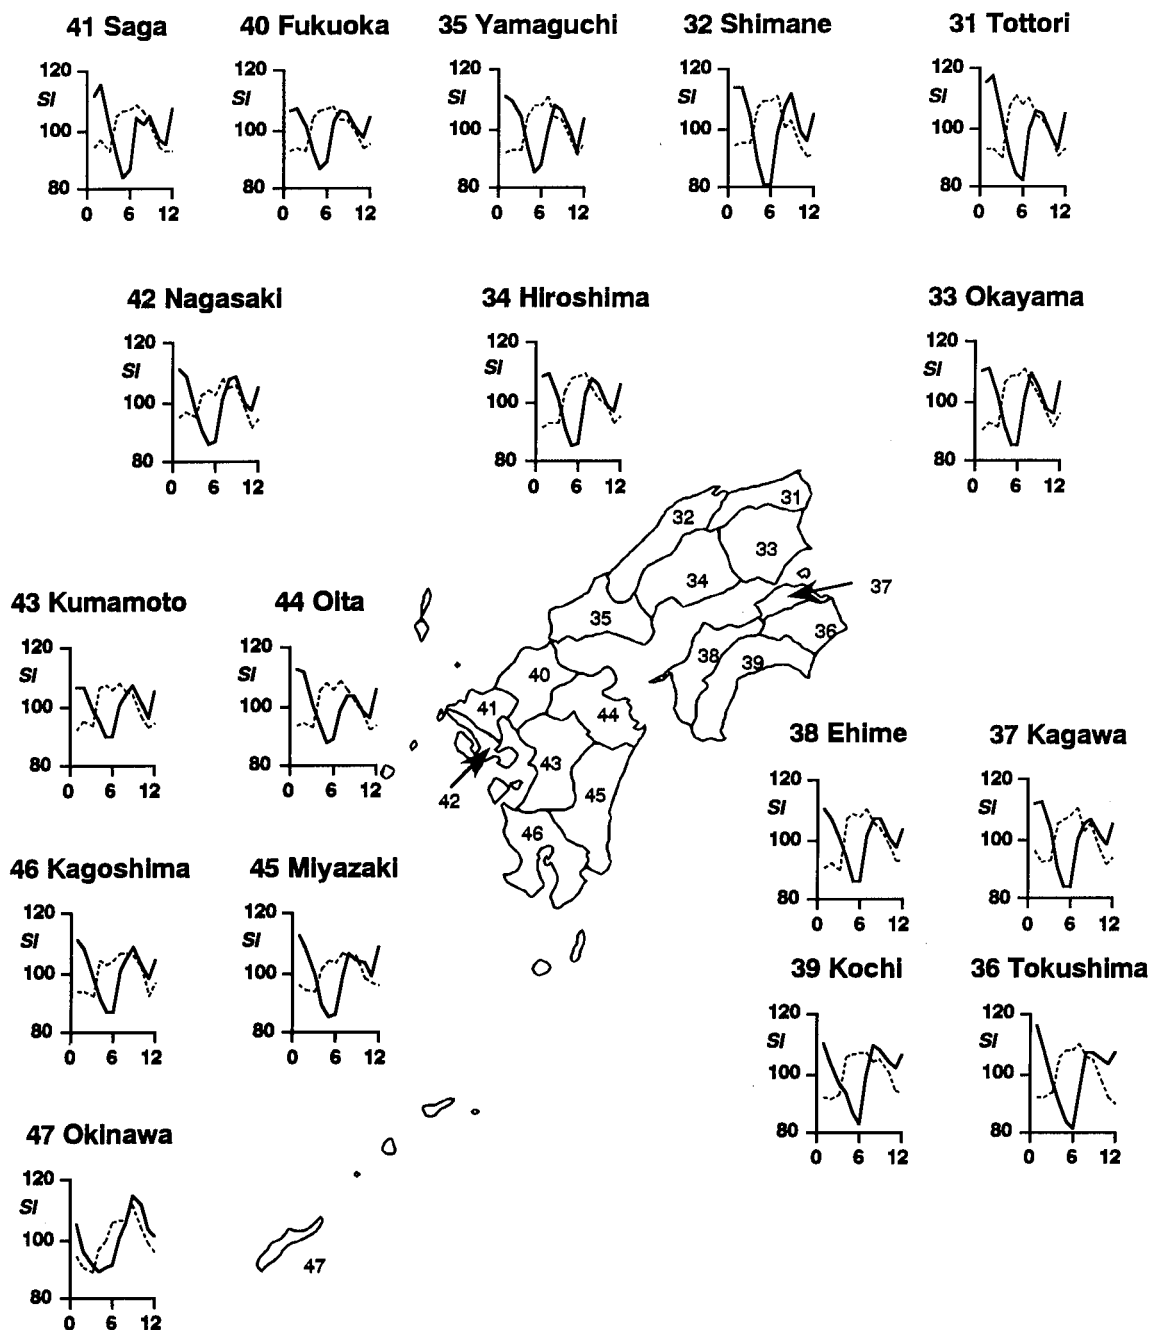 41 Saga
120
SI
100
80
0 6 12
40 Fukuoka
120
SI
100
80
0 6 12
35 Yamaguchi
120
SI
100
80
0 6 12
32 Shimane
120
SI
100
80
0 6 12
31 Tottori
120
SI
100
80
0 6 12
42 Nagasaki
120
SI
100
80
0 6 12
34 Hiroshima
120
SI
100
80
0 6 12
33 Okayama
120
SI
100
80
0 6 12
31
32
33
34
37
35
36
38
39
40
41
44
43
42
45
46
43 Kumamoto
120
SI
100
80
0 6 12
44 Oita
120
SI
100
80
0 6 12
38 Ehime
120
SI
100
80
0 6 12
37 Kagawa
120
SI
100
80
0 6 12
46 Kagoshima
120
SI
100
80
0 6 12
45 Miyazaki
120
SI
100
80
0 6 12
39 Kochi
120
SI
100
80
0 6 12
36 Tokushima
120
SI
100
80
0 6 12
47 Okinawa
120
SI
100
80
0 6 12
47